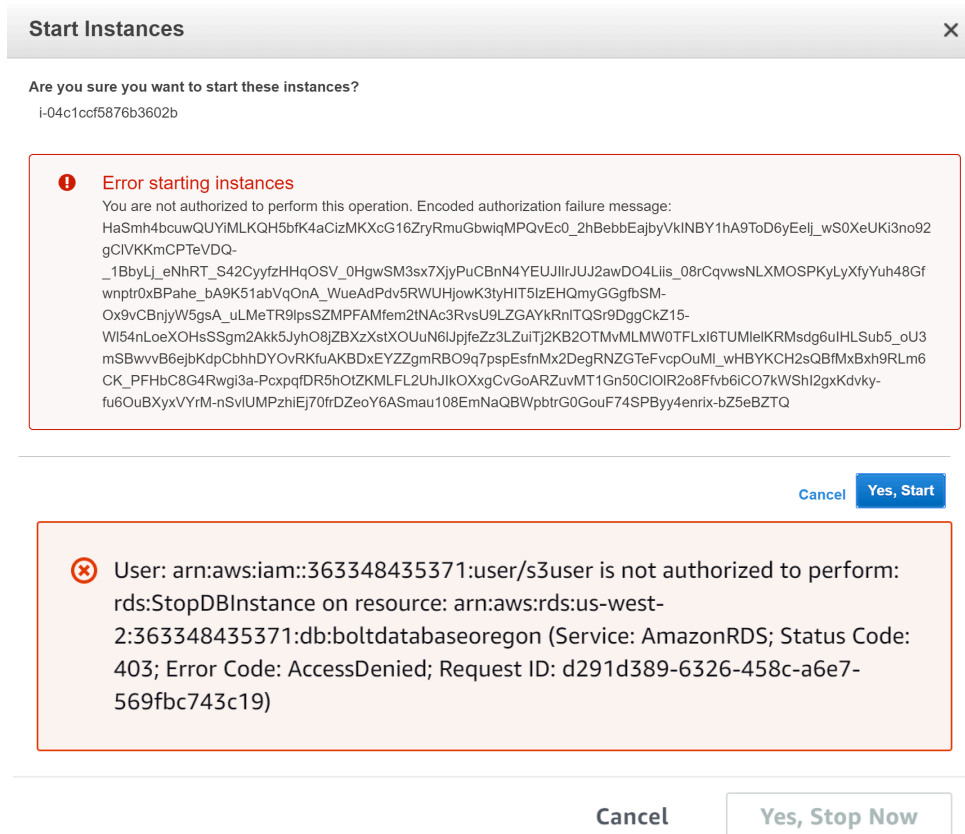 Start Instances
Are you sure you want to start these instances?
i-04c1ccf5876b3602b
Error starting instances
You are not authorized to perform this operation. Encoded authorization failure message:
HaSmh4bcuwQUYiMLKQH5bfK4aCizMKXcG16ZryRmuGbwiqMPQvEc0_2hBebbEajbyVkINBY1hA9ToD6yEelj_wS0XeUKi3no92
gClVKKmCPTeVDQ-
_1BbyLj_eNhRT_S42CyyfzHHqOSV_0HgwSM3sx7XjyPuCBnN4YEUJIlrJUJ2awDO4Liis_08rCqvwsNLXMOSPKyLyXfyYuh48Gf
wnptr0xBPahe_bA9K51abVqOnA_WueAdPdv5RWUHjowK3tyHIT5IzEHQmyGGgfbSM-
Ox9vCBnjyW5gsA_uLMeTR9lpsSZMPFAMfem2tNAc3RvsU9LZGAYkRnlTQSr9DggCkZ15-
Wl54nLoeXOHsSSgm2Akk5JyhO8jZBXzXstXOUuN6lJpjfeZz3LZuiTj2KB2OTMvMLMW0TFLxI6TUMlelKRMsdg6uIHLSub5_oU3
mSBwvvB6ejbKdpCbhhDYOvRKfuAKBDxEYZZgmRBO9q7pspEsfnMx2DegRNZGTeFvcpOuMl_wHBYKCH2sQBfMxBxh9RLm6
CK_PFHbC8G4Rwgi3a-PcxpqfDR5hOtZKMLFL2UhJIkOXxgCvGoARZuvMT1Gn50ClOIR2o8Ffvb6iCO7kWShI2gxKdvky-
fu6OuBXyxVYrM-nSvlUMPzhiEj70frDZeoY6ASmau108EmNaQBWpbtrG0GouF74SPByy4enrix-bZ5eBZTQ
Cancel Yes, Start
User: arn:aws:iam::363348435371:user/s3user is not authorized to perform:
rds:StopDBInstance on resource: arn:aws:rds:us-west-
2:363348435371:db:boltdatabaseoregon (Service: AmazonRDS; Status Code:
403; Error Code: AccessDenied; Request ID: d291d389-6326-458c-a6e7-
569fbc743c19)
Cancel Yes, Stop Now